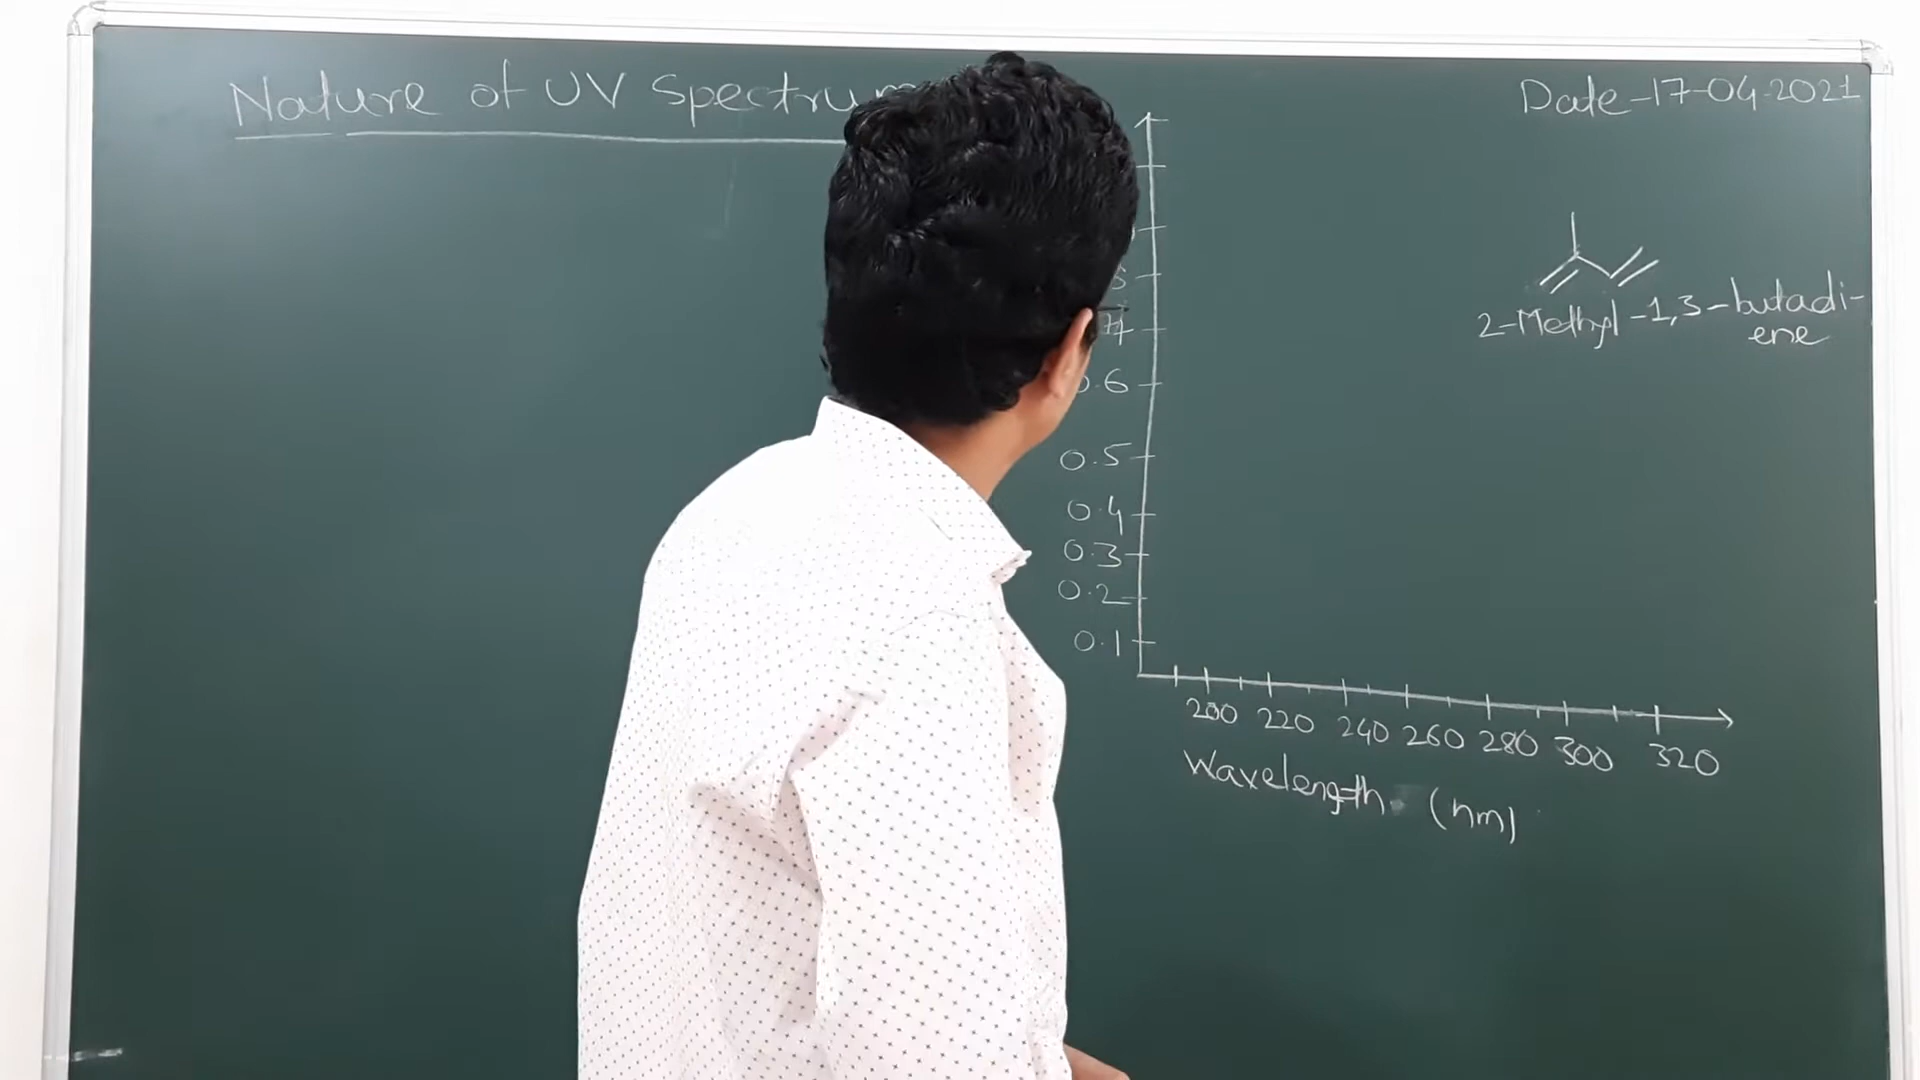 Nature of UV Spectrum
Date-17-04-2021
2-Methyl-1,3-butadi-
ene
0.6
0.5
0.4
0.3
0.2
0.1
200 220 240 260 280 300 320
Wavelength (nm)